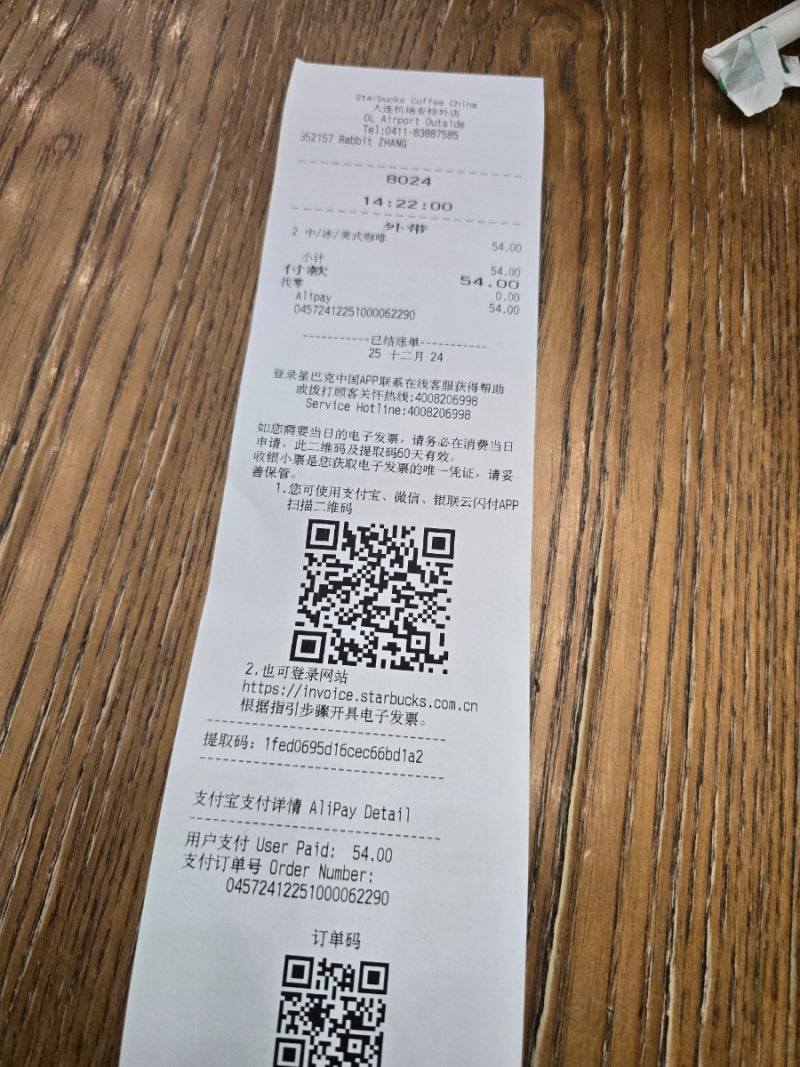 Starbucks Coffee China
大连机场安检外店
DL Airport Outside
Tel:0411-83887585
352157 Rabbit ZHANG
8024
14:22:00
外带
2 中/冰/美式咖啡 54.00
小计 54.00
付款 54.00
找零 0.00
Alipay 54.00
04572412251000062290
------------已结账单------------
25 十二月 24
登录星巴克中国APP联系在线客服获得帮助
或拨打顾客关怀热线:4008206998
Service Hotline:4008206998
如您需要当日的电子发票，请务必在消费当日
申请，此二维码及提取码60天有效。
收银小票是您获取电子发票的唯一凭证，请妥
善保管。
1.您可使用支付宝、微信、银联云闪付APP
扫描二维码
2.也可登录网站
https://invoice.starbucks.com.cn
根据指引步骤开具电子发票。
提取码：1fed0695d16cec66bd1a2
支付宝支付详情 AliPay Detail
用户支付 User Paid: 54.00
支付订单号 Order Number:
04572412251000062290
订单码